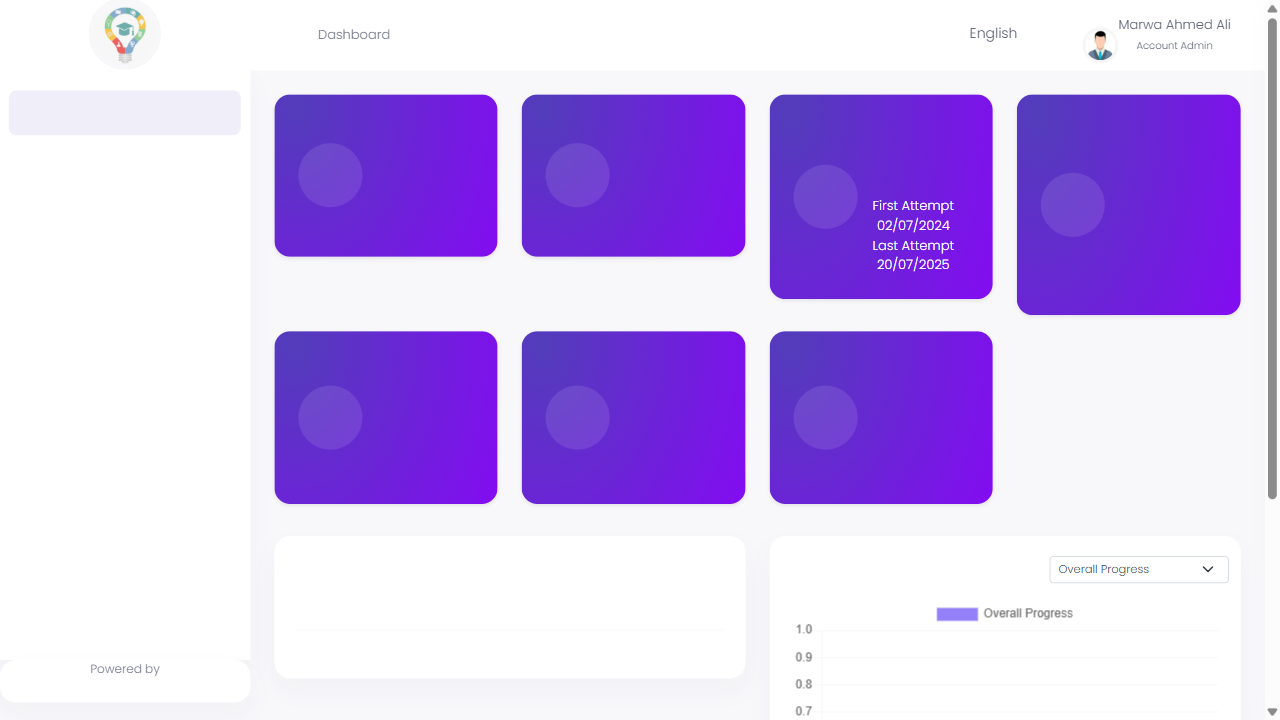 Dashboard
English
Marwa Ahmed Ali
Account Admin
First Attempt
02/07/2024
Last Attempt
20/07/2025
Overall Progress
Overall Progress
1.0
0.9
0.8
0.7
Powered by